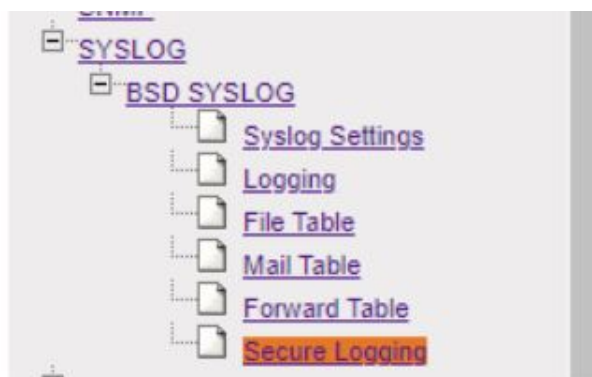 SYSLOG
BSD SYSLOG
Syslog Settings
Logging
File Table
Mail Table
Forward Table
Secure Logging